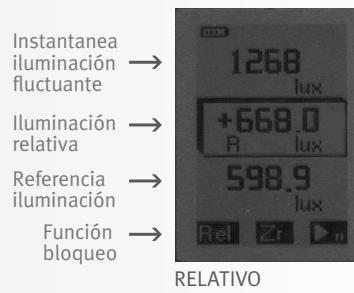 Instantanea
iluminación
fluctuante
1268
lux
Iluminación
relativa
+668.0
R lux
Referencia
iluminación
598.9
lux
Función
bloqueo
Rel Zr n
RELATIVO